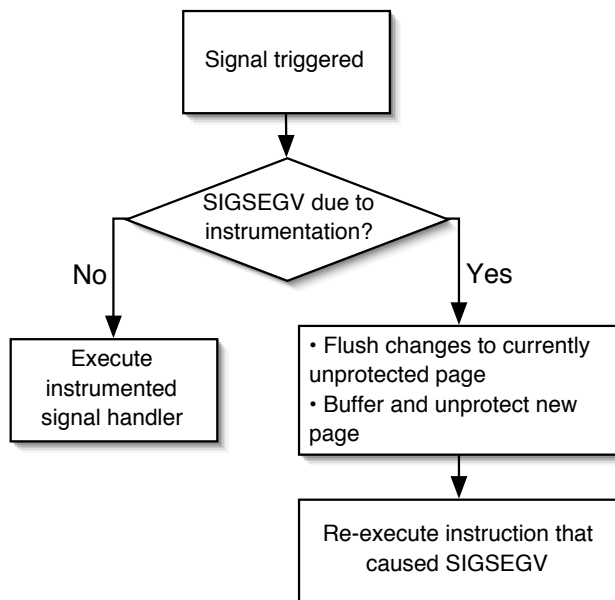 Signal triggered
SIGSEGV due to
instrumentation?
No
Yes
Execute
instrumented
signal handler
• Flush changes to currently
unprotected page
• Buffer and unprotect new
page
Re-execute instruction that
caused SIGSEGV